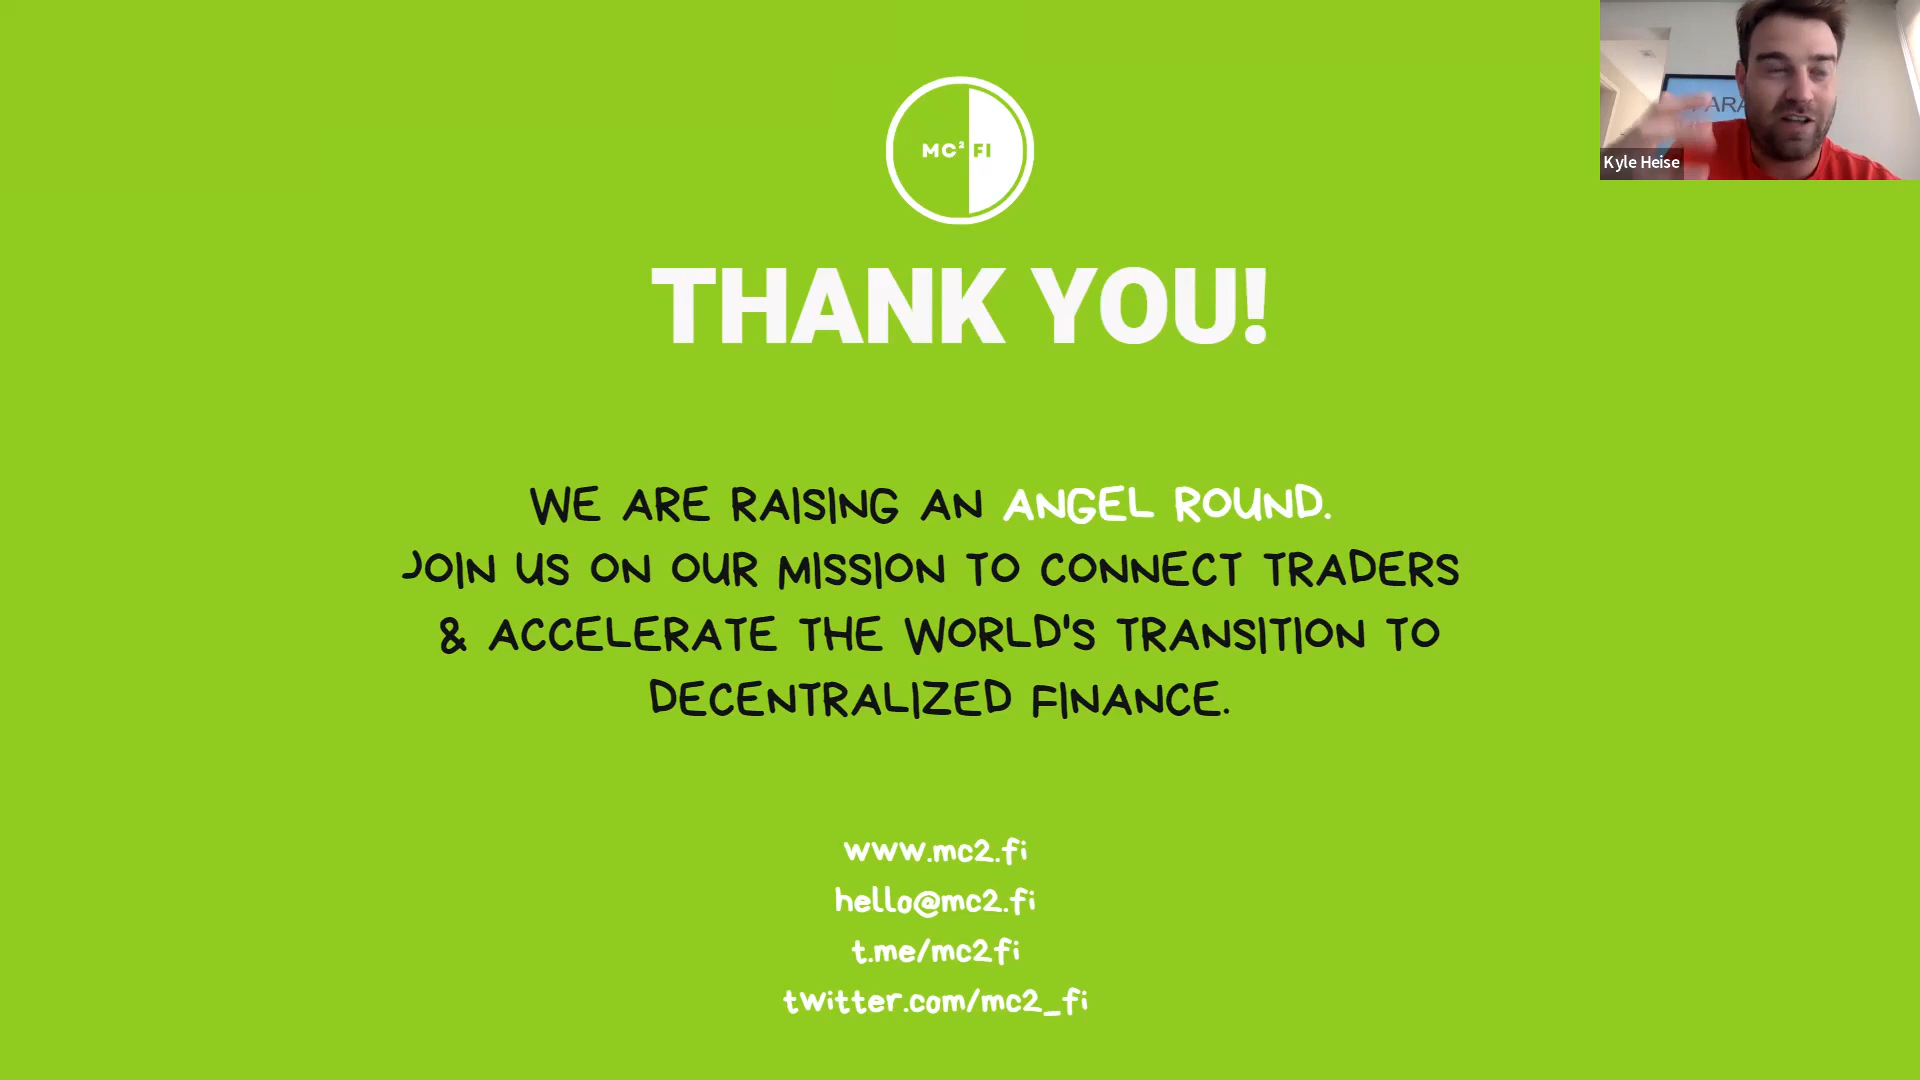 MC² FI
THANK YOU!
WE ARE RAISING AN ANGEL ROUND.
JOIN US ON OUR MISSION TO CONNECT TRADERS
& ACCELERATE THE WORLD'S TRANSITION TO
DECENTRALIZED FINANCE.
www.mc2.fi
hello@mc2.fi
t.me/mc2fi
twitter.com/mc2_fi
Kyle Heise